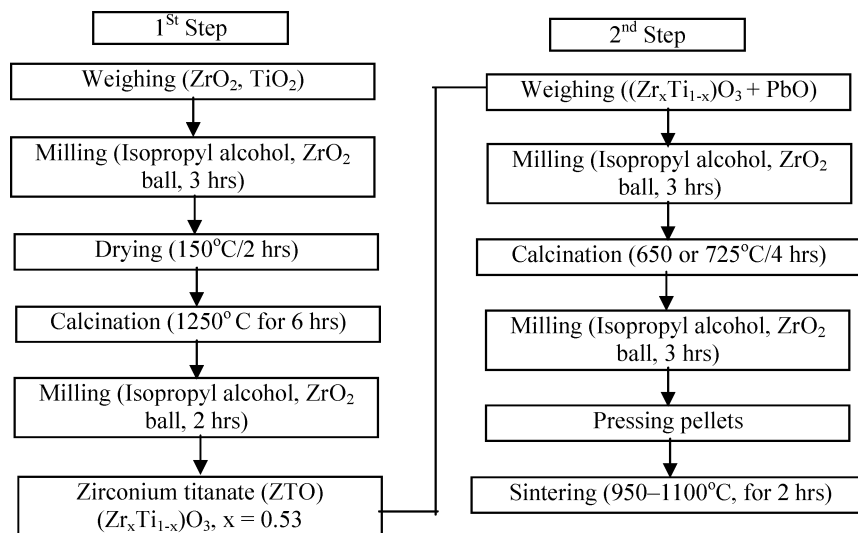 1St Step
Weighing (ZrO2, TiO2)
Milling (Isopropyl alcohol, ZrO2
ball, 3 hrs)
Drying (150oC/2 hrs)
Calcination (1250o C for 6 hrs)
Milling (Isopropyl alcohol, ZrO2
ball, 2 hrs)
Zirconium titanate (ZTO)
(ZrxTi1-x)O3, x = 0.53
2nd Step
Weighing ((ZrxTi1-x)O3 + PbO)
Milling (Isopropyl alcohol, ZrO2
ball, 3 hrs)
Calcination (650 or 725oC/4 hrs)
Milling (Isopropyl alcohol, ZrO2
ball, 3 hrs)
Pressing pellets
Sintering (950–1100oC, for 2 hrs)